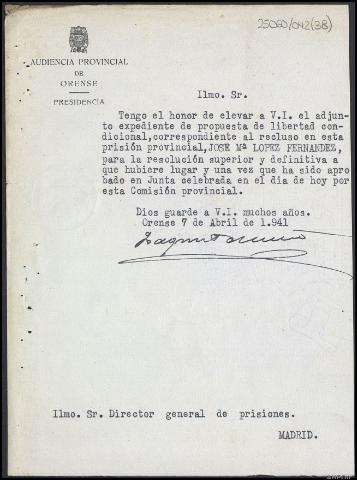 25060/042(38)
AUDIENCIA PROVINCIAL
DE
ORENSE
PRESIDENCIA
Ilmo. Sr.
Tengo el honor de elevar a V.I. el adjun-
to expediente de propuesta de libertad con-
dicional,correspondiente al recluso en esta
prisión provincial,JOSE Mª LOPEZ FERNANDEZ,
para la resolución superior y definitiva a
que hubiere lugar y una vez que ha sido apro
bado en Junta celebrada en el dia de hoy por
esta Comisión provincial.
Dios guarde a V.I. muchos años.
Orense 7 de Abril de 1.941
Ilmo. Sr. Director general de prisiones.
MADRID.